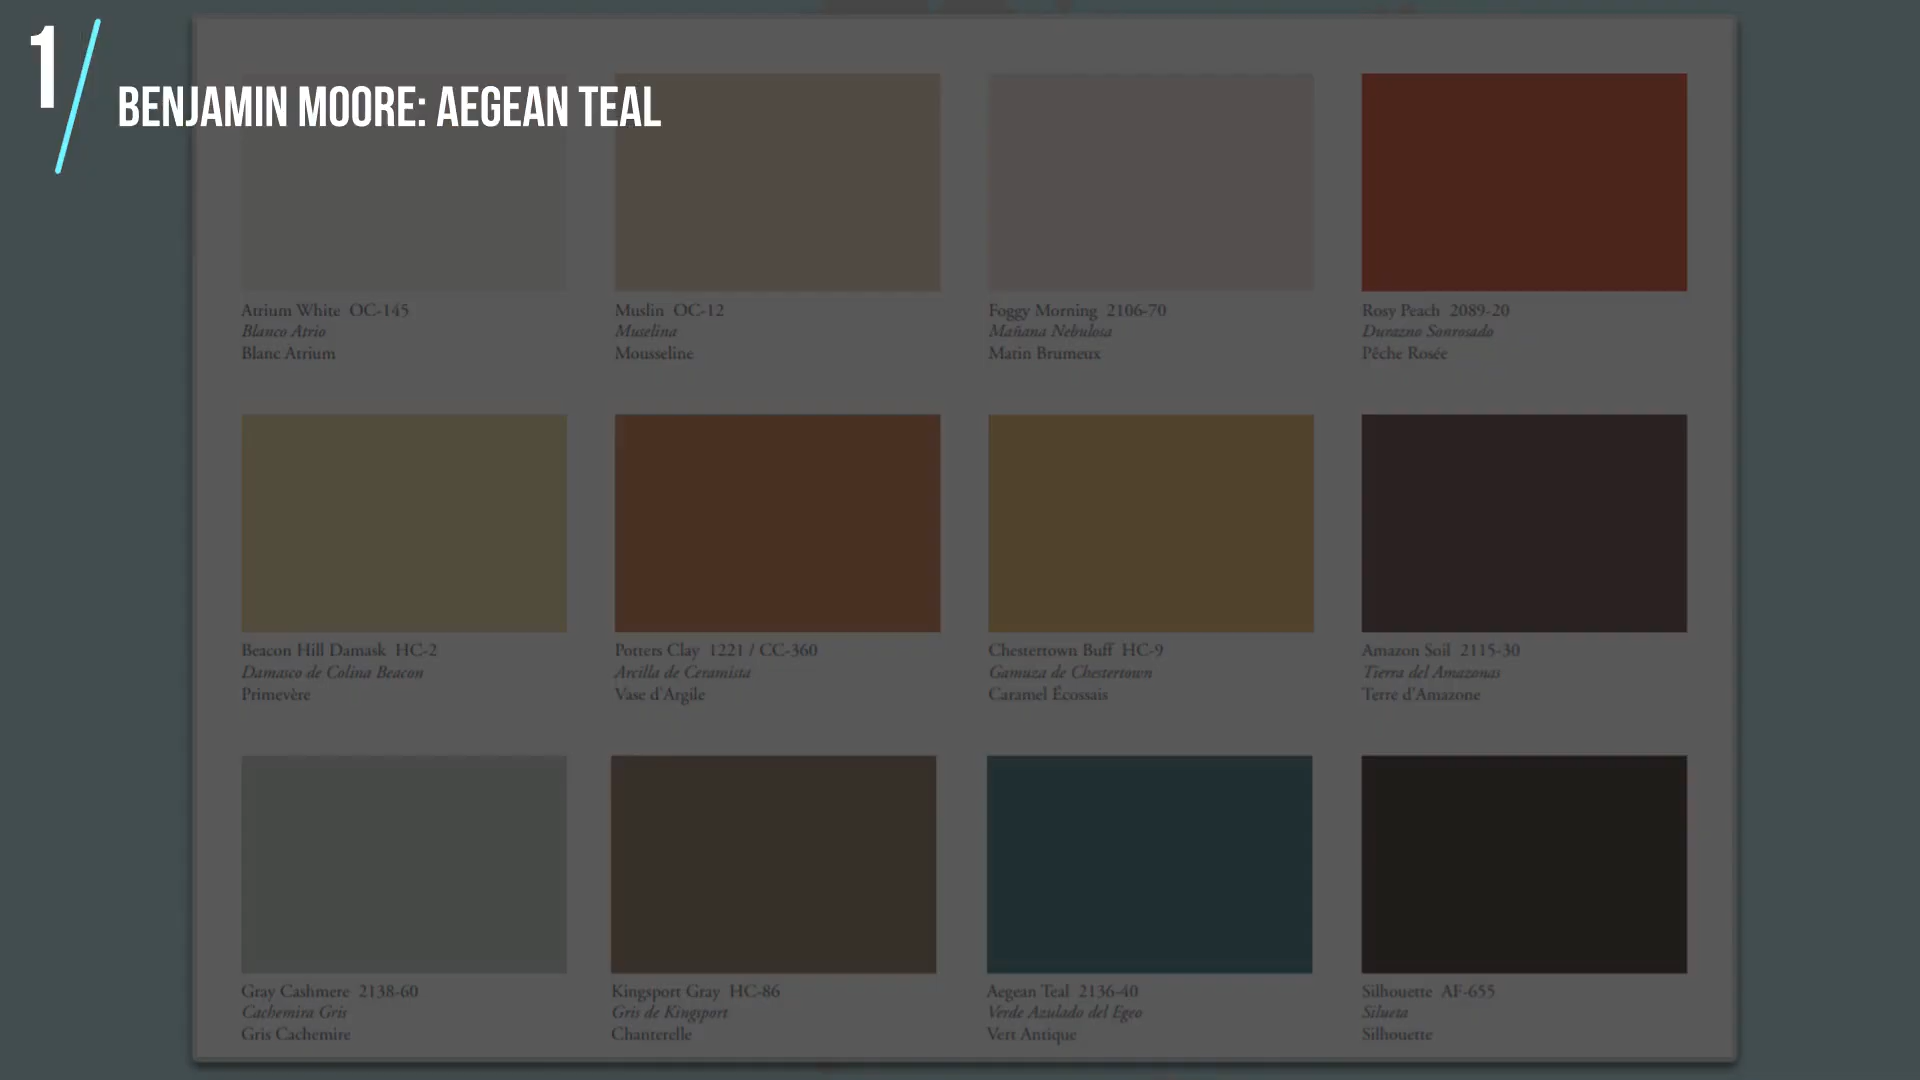 1
BENJAMIN MOORE: AEGEAN TEAL
Atrium White OC-145
Blanco Atrio
Blanc Atrium
Muslin OC-12
Muselina
Mousseline
Foggy Morning 2106-70
Mañana Nebulosa
Matin Brumeux
Rosy Peach 2089-20
Durazno Sonrosado
Pêche Rosée
Beacon Hill Damask HC-2
Damasco de Colina Beacon
Primevère
Potters Clay 1221 / CC-360
Arcilla de Ceramista
Vase d'Argile
Chestertown Buff HC-9
Gamuza de Chestertown
Caramel Écossais
Amazon Soil 2115-30
Tierra del Amazonas
Terre d'Amazone
Gray Cashmere 2138-60
Cachemira Gris
Gris Cachemire
Kingsport Gray HC-86
Gris de Kingsport
Chanterelle
Aegean Teal 2136-40
Verde Azulado del Egeo
Vert Antique
Silhouette AF-655
Silueta
Silhouette